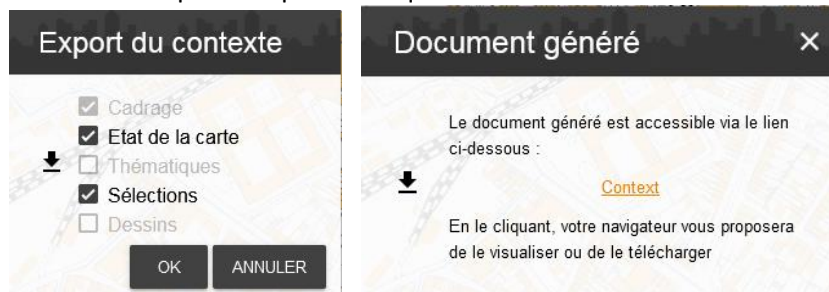 Export du contexte
Cadrage
Etat de la carte
Thématiques
Sélections
Dessins
OK ANNULER
Document généré
Le document généré est accessible via le lien
ci-dessous :
Context
En le cliquant, votre navigateur vous proposera
de le visualiser ou de le télécharger